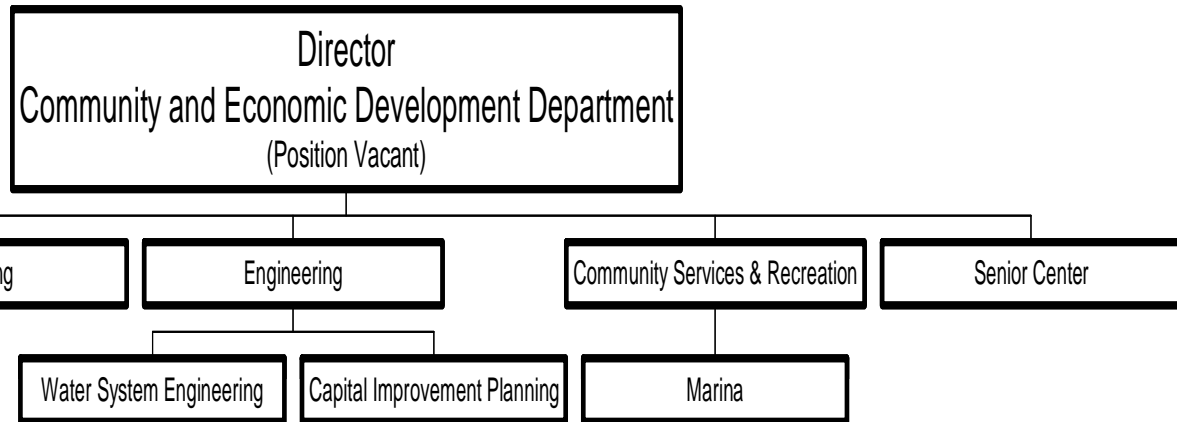 Director
Community and Economic Development Department
(Position Vacant)
ng
Engineering
Community Services & Recreation
Senior Center
Water System Engineering
Capital Improvement Planning
Marina